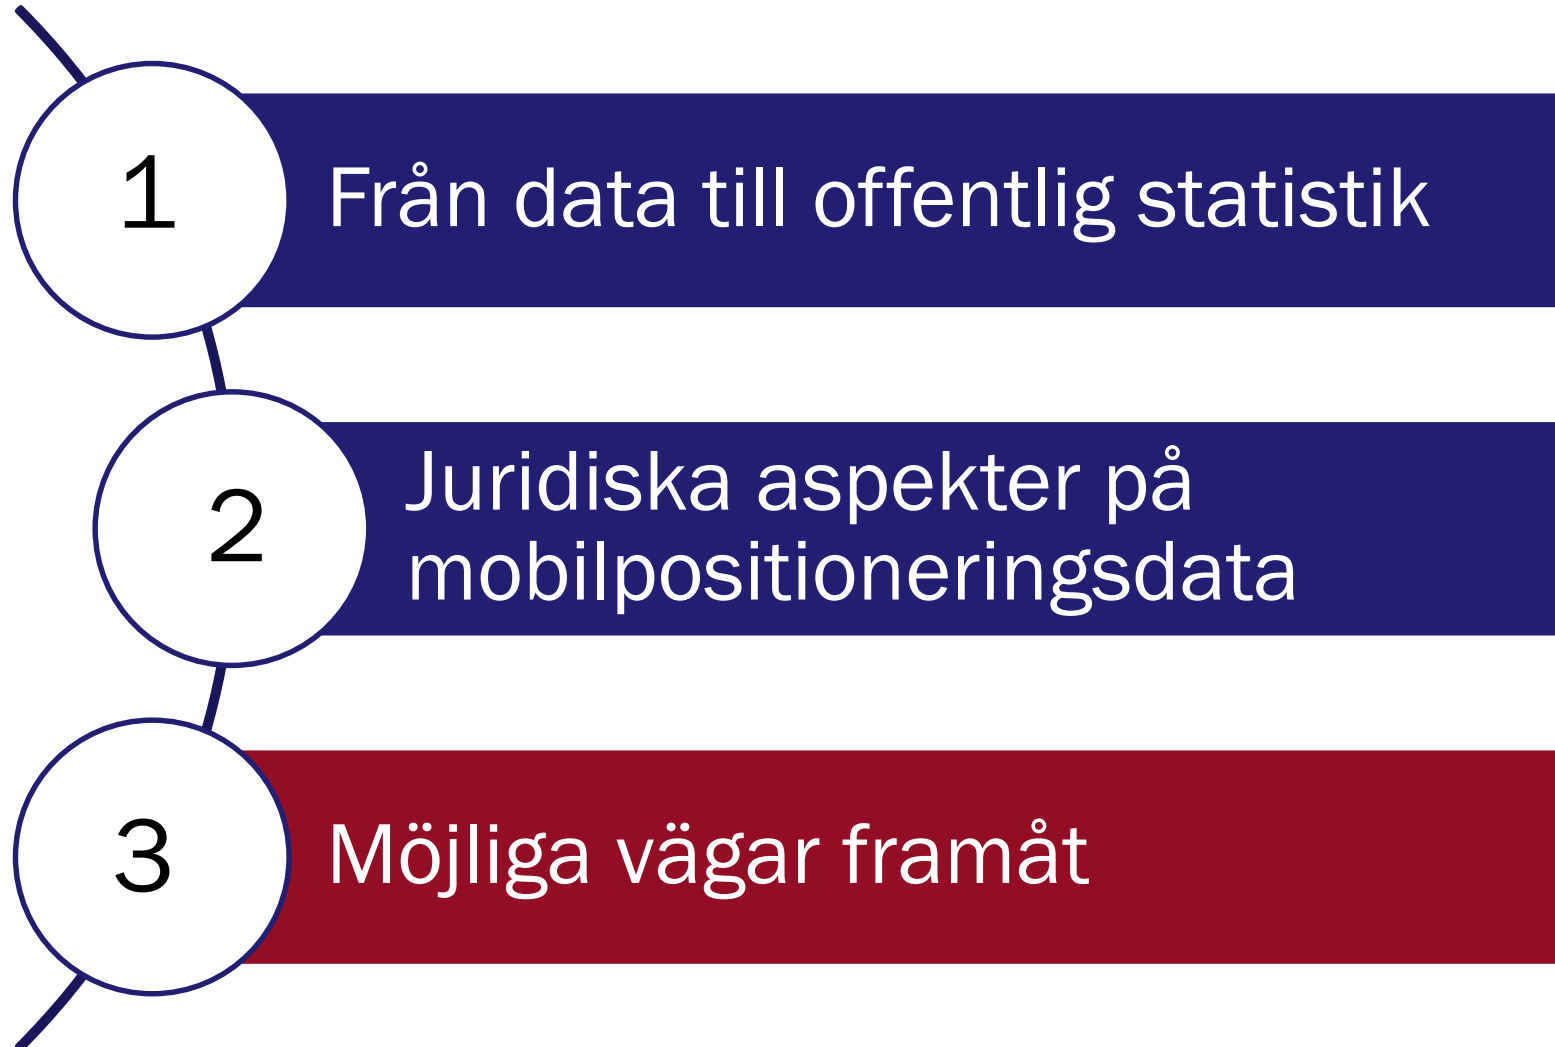 1
Från data till offentlig statistik
2
Juridiska aspekter på
mobilpositioneringsdata
3
Möjliga vägar framåt